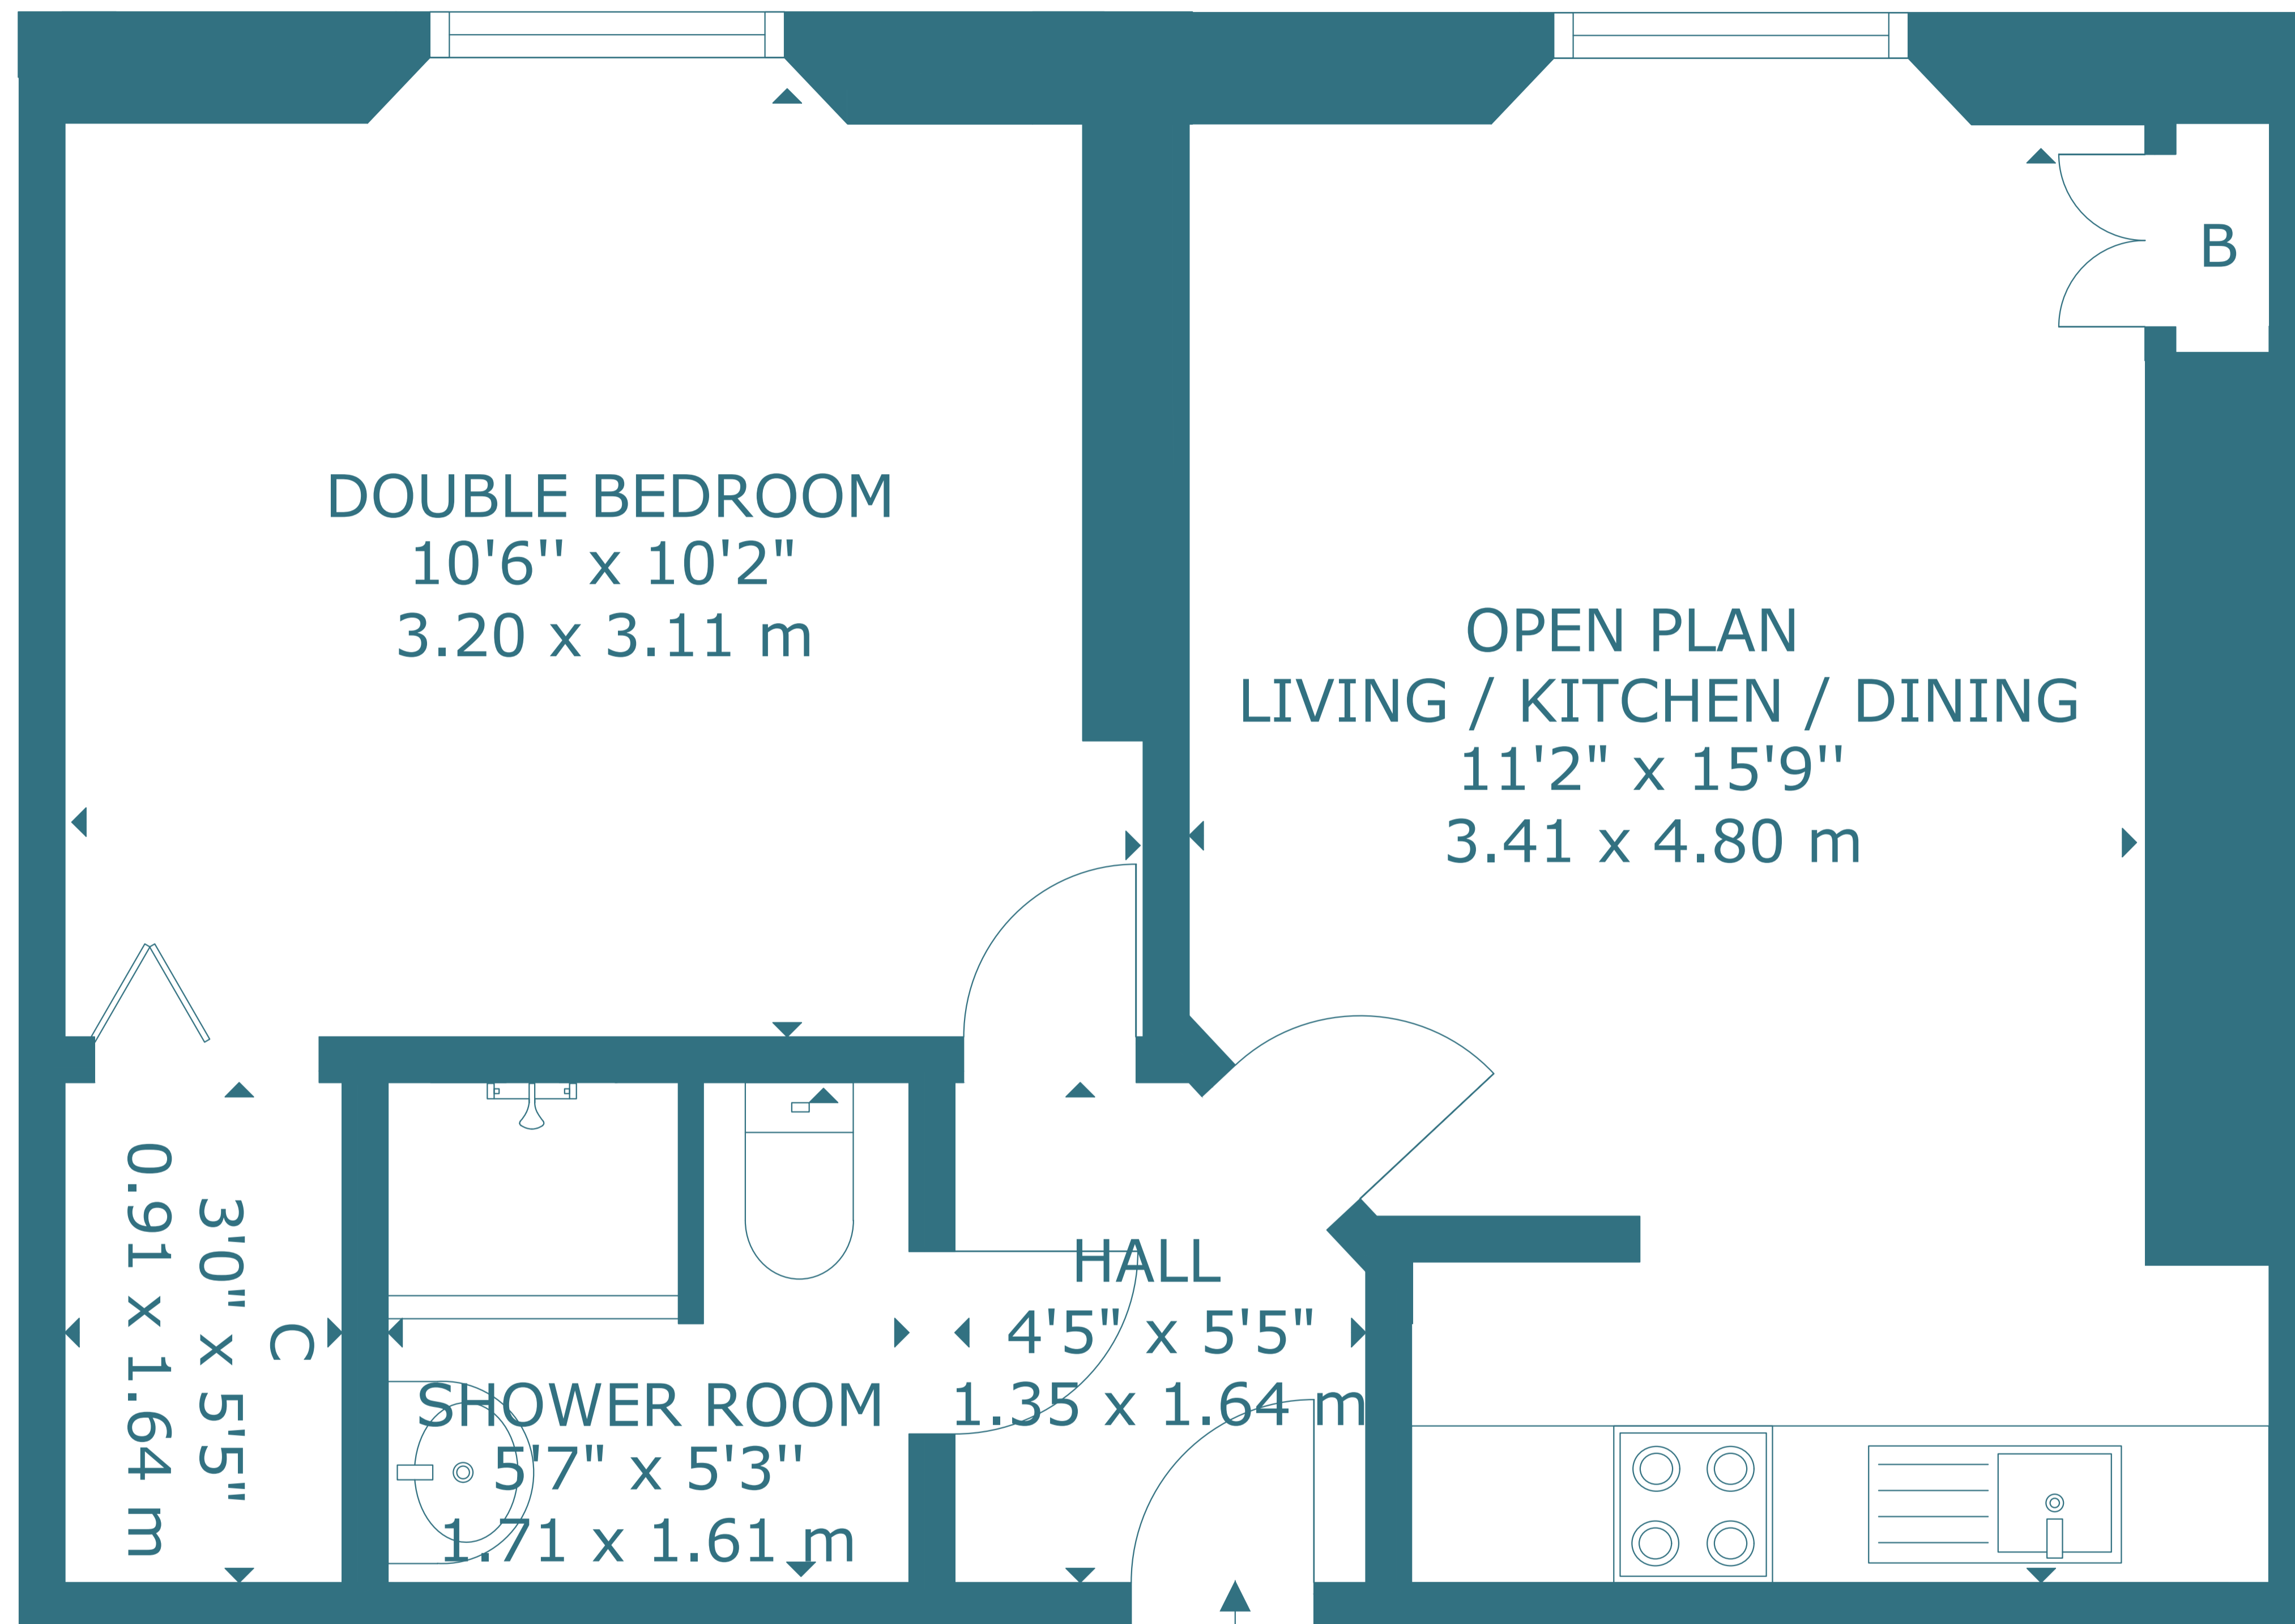 B
DOUBLE BEDROOM
10'6" x 10'2"
3.20 x 3.11 m
OPEN PLAN
LIVING / KITCHEN / DINING
11'2" x 15'9"
3.41 x 4.80 m
C
3'0" x 5'5"
0.91 x 1.64 m
SHOWER ROOM
5'7" x 5'3"
1.71 x 1.61 m
HALL
4'5" x 5'5"
1.35 x 1.64 m